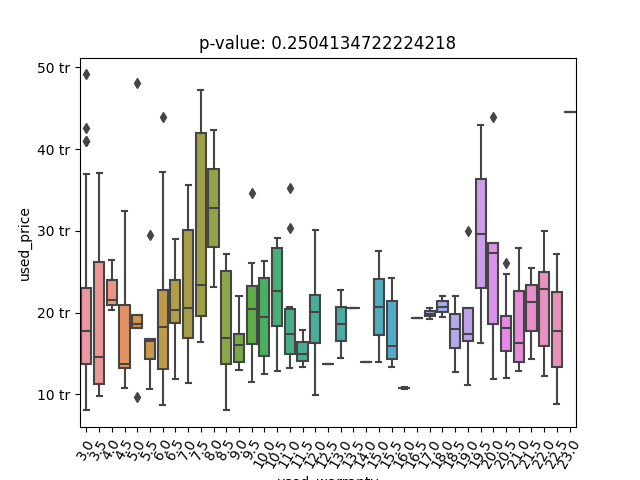 p-value: 0.2504134722224218
50 tr
40 tr
30 tr
20 tr
10 tr
used_price
3.0 3.5 4.0 4.5 5.0 5.5 6.0 6.5 7.0 7.5 8.0 8.5 9.0 9.5 10.0 10.5 11.0 11.5 12.0 12.5 13.0 13.5 14.0 15.0 15.5 16.0 16.5 17.0 18.0 18.5 19.0 19.5 20.0 20.5 21.0 21.5 22.0 22.5 23.0
used_warranty